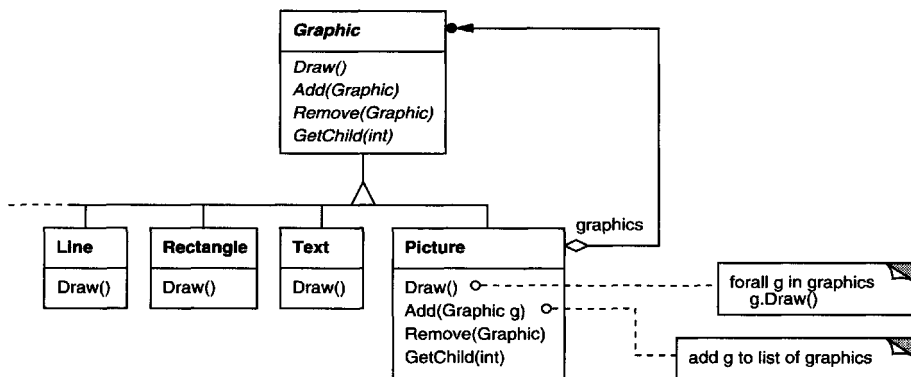 Graphic
Draw()
Add(Graphic)
Remove(Graphic)
GetChild(int)
graphics
Line
Draw()
Rectangle
Draw()
Text
Draw()
Picture
Draw()
Add(Graphic g)
Remove(Graphic)
GetChild(int)
forall g in graphics
g.Draw()
add g to list of graphics